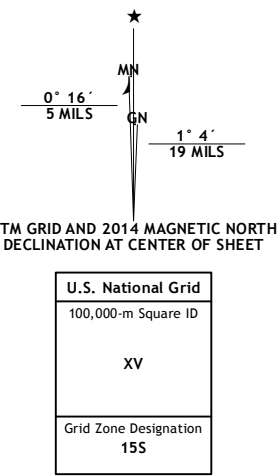 MN
0° 16´
5 MILS
GN
1° 4´
19 MILS
TM GRID AND 2014 MAGNETIC NORTH
DECLINATION AT CENTER OF SHEET
U.S. National Grid
100,000-m Square ID
XV
Grid Zone Designation
15S